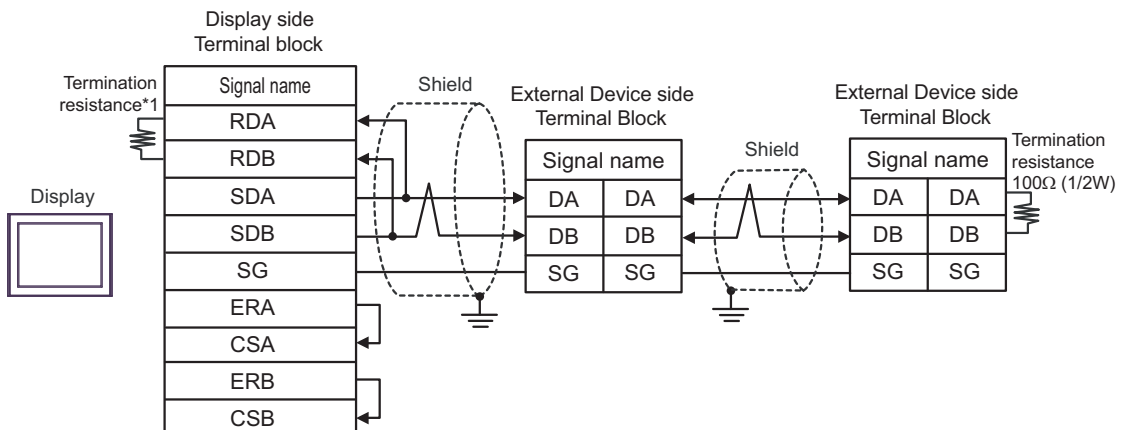 Display side
Terminal block
Termination
resistance*1
Signal name
RDA
RDB
SDA
SDB
SG
ERA
CSA
ERB
CSB
Display
Shield
External Device side
Terminal Block
Signal name
DA DA
DB DB
SG SG
Shield
External Device side
Terminal Block
Signal name
DA DA
DB DB
SG SG
Termination
resistance
100Ω (1/2W)